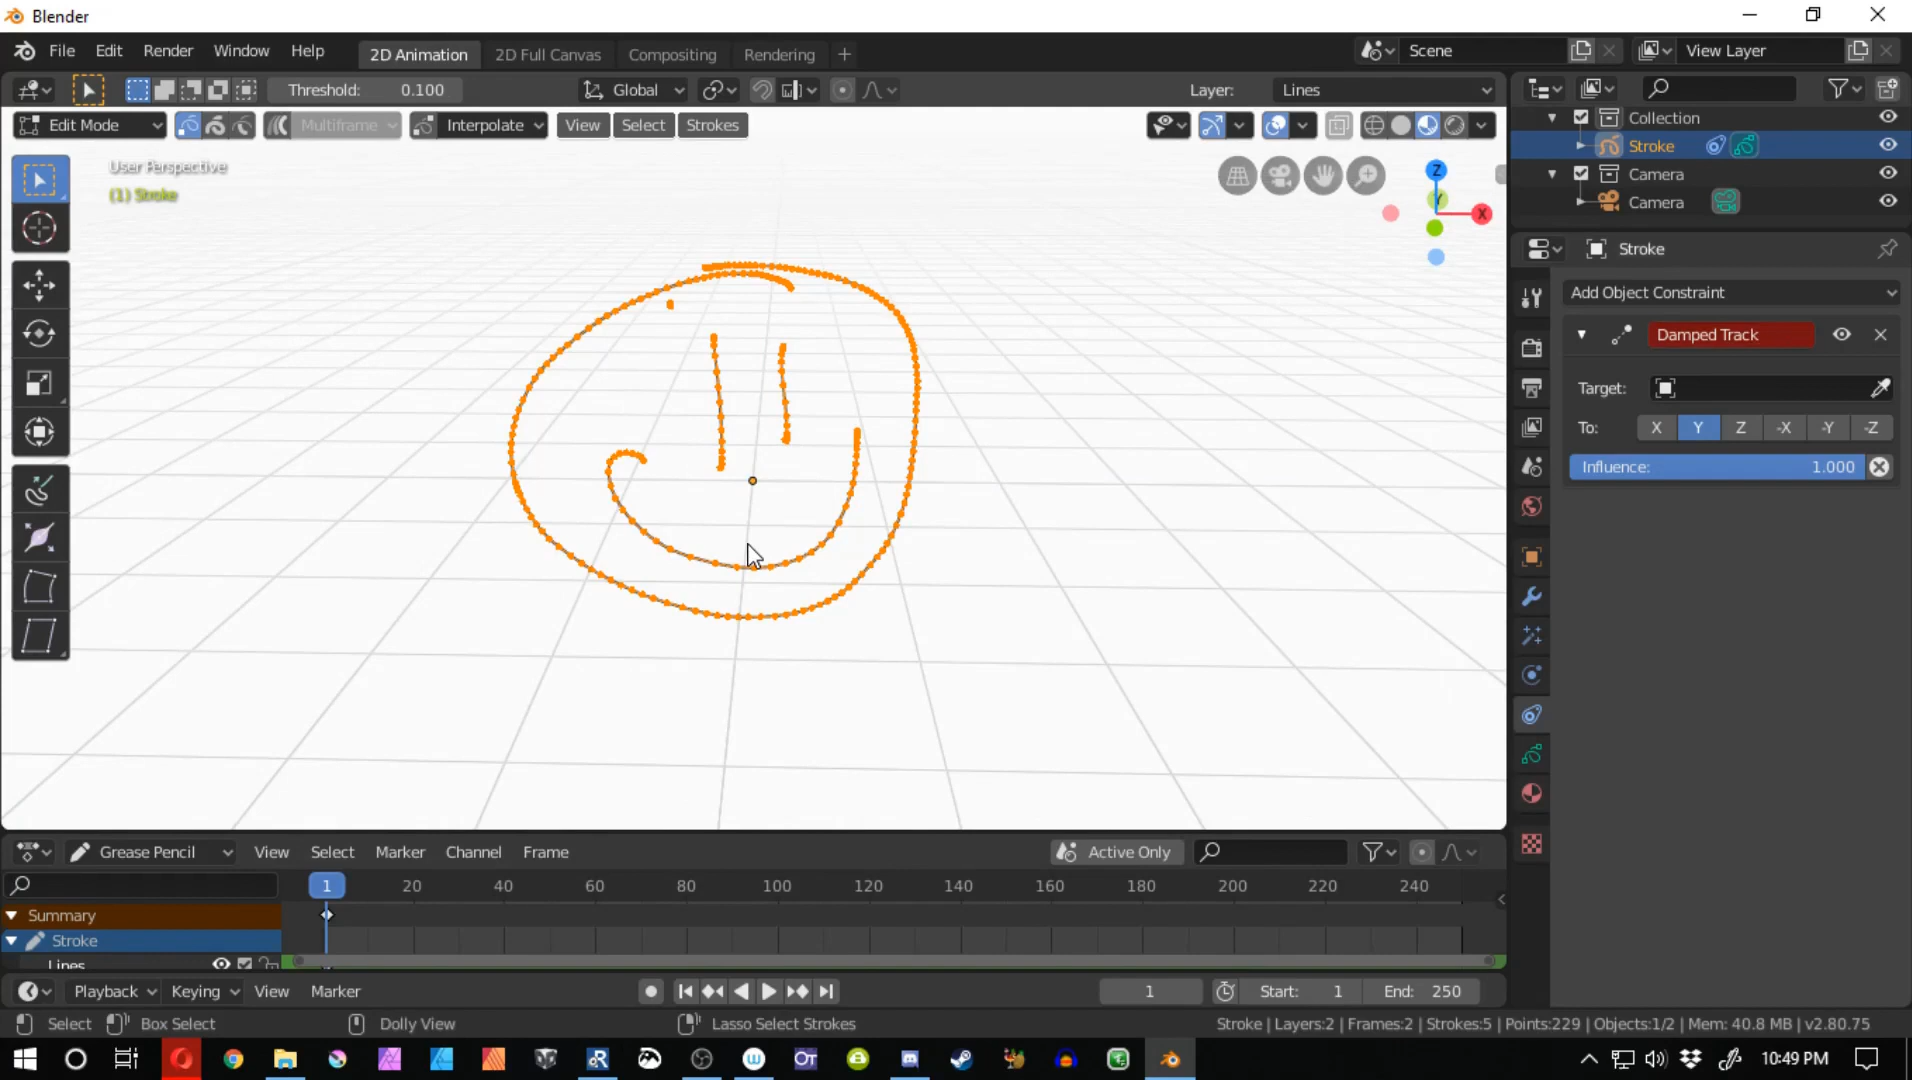 Blender
File Edit Render Window Help 2D Animation 2D Full Canvas Compositing Rendering + Scene View Layer
Threshold: 0.100 Global Layer: Lines
Edit Mode Multiframe Interpolate View Select Strokes
Collection
Stroke
Camera
Camera
User Perspective
(1) Stroke
Z
Y
X
Stroke
Add Object Constraint
Damped Track
Target:
To: X Y Z -X -Y -Z
Influence: 1.000
Grease Pencil View Select Marker Channel Frame Active Only
1 20 40 60 80 100 120 140 160 180 200 220 240
Summary
Stroke
Lines
Playback Keying View Marker 1 Start: 1 End: 250
Select Box Select Dolly View Lasso Select Strokes Stroke | Layers:2 | Frames:2 | Strokes:5 | Points:229 | Objects:1/2 | Mem: 40.8 MB | v2.80.75
10:49 PM